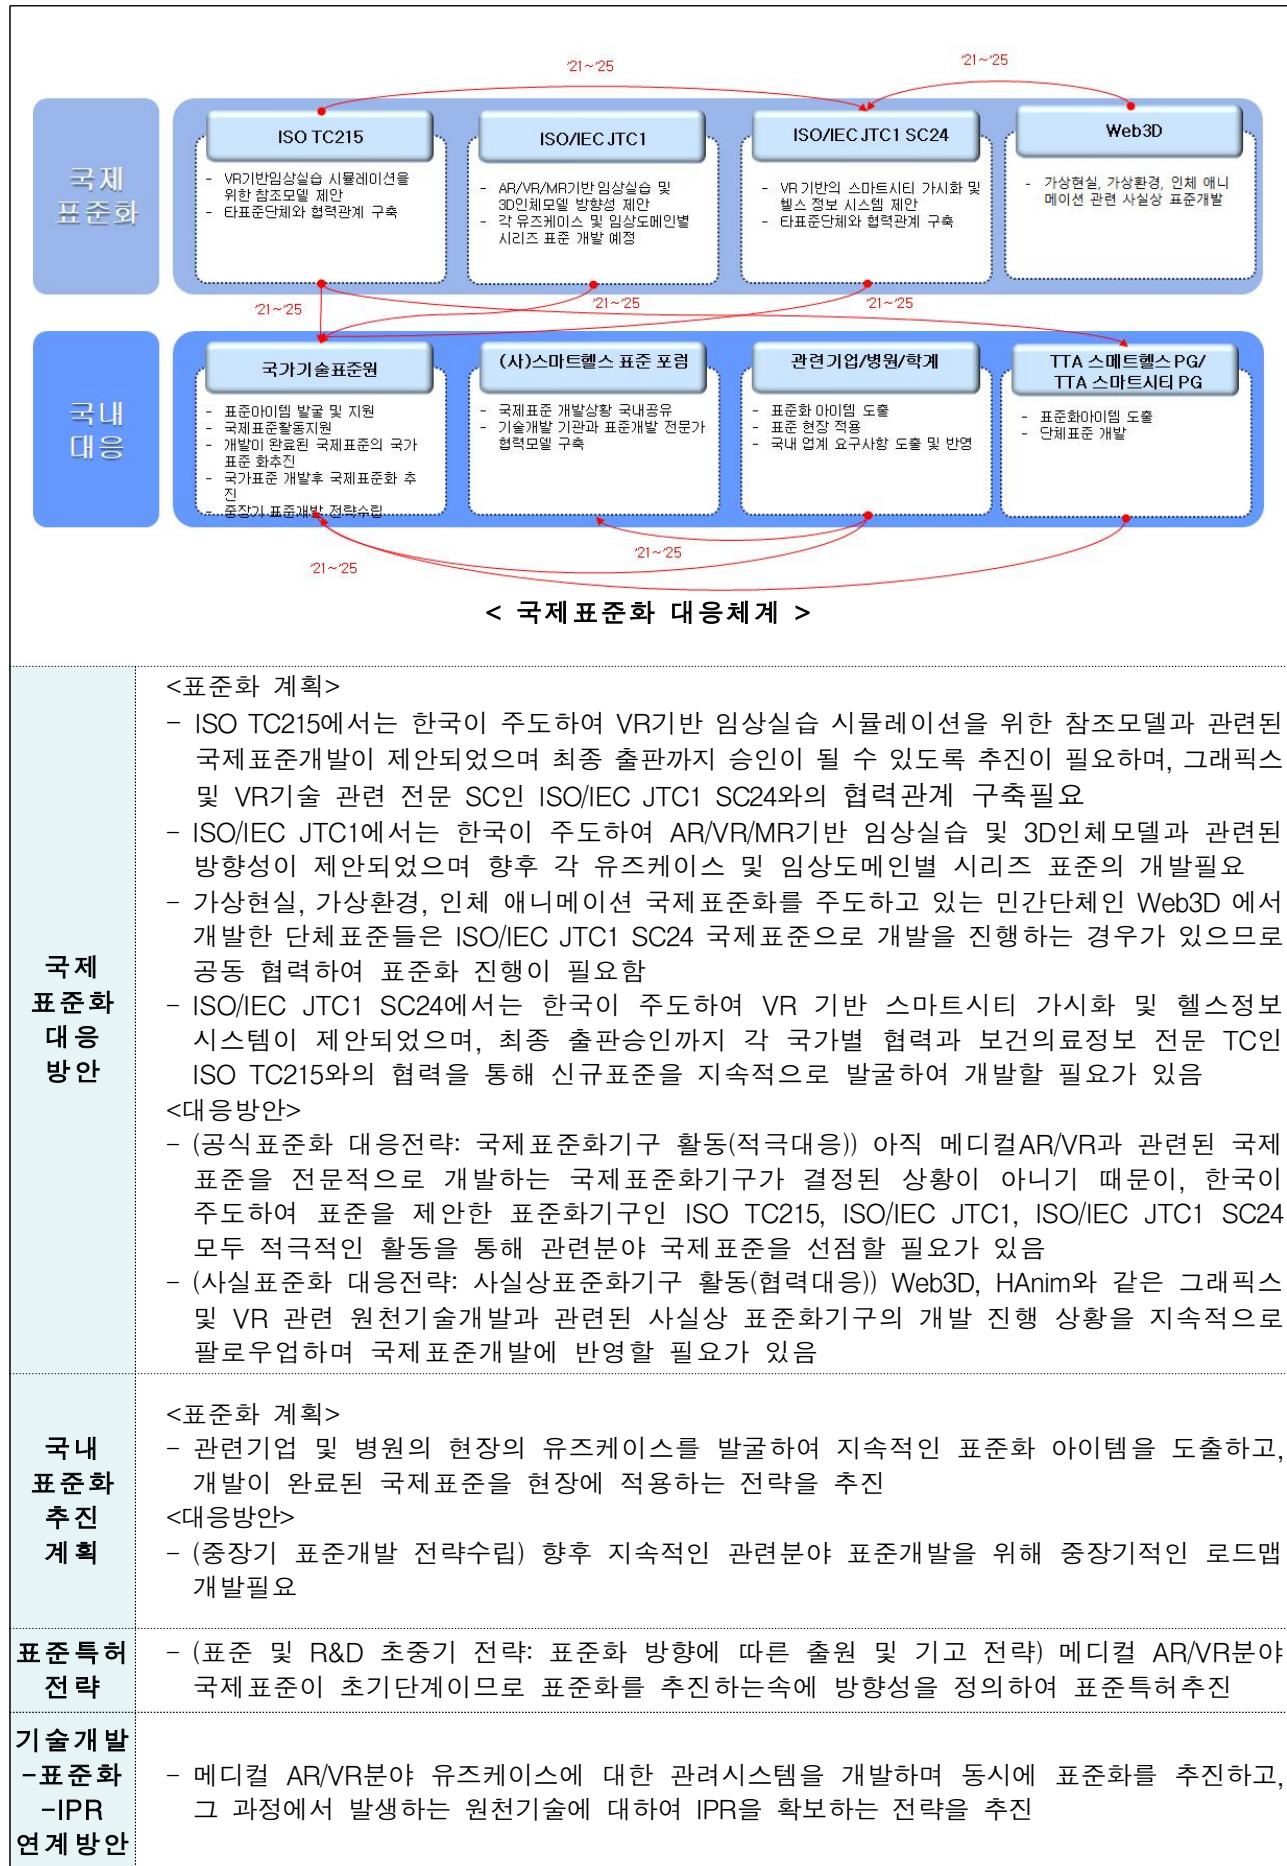 '21~'25
'21~'25
국제
표준화
ISO TC215
- VR기반임상실습 시뮬레이션을
위한 참조모델 제안
- 타표준단체와 협력관계 구축
ISO/IEC JTC1
- AR/VR/MR기반 임상실습 및
3D인체모델 방향성 제안
- 각 유즈케이스 및 임상도메인별
시리즈 표준 개발 예정
ISO/IEC JTC1 SC24
- VR 기반의 스마트시티 가시화 및
헬스 정보 시스템 제안
- 타표준단체와 협력관계 구축
Web3D
- 가상현실, 가상환경, 인체 애니
메이션 관련 사실상 표준개발
'21~'25
'21~'25
'21~'25
국내
대응
국가기술표준원
- 표준아이템 발굴 및 지원
- 국제표준활동지원
- 개발이 완료된 국제표준의 국가
표준 화추진
- 국가표준 개발후 국제표준화 추
진
- 중장기 표준개발 전략수립
(사)스마트헬스 표준 포럼
- 국제표준 개발상황 국내공유
- 기술개발 기관과 표준개발 전문가
협력모델 구축
관련기업/병원/학계
- 표준화 아이템 도출
- 표준 현장 적용
- 국내 업계 요구사항 도출 및 반영
TTA 스메트헬스 PG/
TTA 스마트시티 PG
- 표준화아이템 도출
- 단체표준 개발
'21~'25
'21~'25
< 국제표준화 대응체계 >
국제
표준화
대응
방안
<표준화 계획>
- ISO TC215에서는 한국이 주도하여 VR기반 임상실습 시뮬레이션을 위한 참조모델과 관련된
국제표준개발이 제안되었으며 최종 출판까지 승인이 될 수 있도록 추진이 필요하며, 그래픽스
및 VR기술 관련 전문 SC인 ISO/IEC JTC1 SC24와의 협력관계 구축필요
- ISO/IEC JTC1에서는 한국이 주도하여 AR/VR/MR기반 임상실습 및 3D인체모델과 관련된
방향성이 제안되었으며 향후 각 유즈케이스 및 임상도메인별 시리즈 표준의 개발필요
- 가상현실, 가상환경, 인체 애니메이션 국제표준화를 주도하고 있는 민간단체인 Web3D 에서
개발한 단체표준들은 ISO/IEC JTC1 SC24 국제표준으로 개발을 진행하는 경우가 있으므로
공동 협력하여 표준화 진행이 필요함
- ISO/IEC JTC1 SC24에서는 한국이 주도하여 VR 기반 스마트시티 가시화 및 헬스정보
시스템이 제안되었으며, 최종 출판승인까지 각 국가별 협력과 보건의료정보 전문 TC인
ISO TC215와의 협력을 통해 신규표준을 지속적으로 발굴하여 개발할 필요가 있음
<대응방안>
- (공식표준화 대응전략: 국제표준화기구 활동(적극대응)) 아직 메디컬AR/VR과 관련된 국제
표준을 전문적으로 개발하는 국제표준화기구가 결정된 상황이 아니기 때문이, 한국이
주도하여 표준을 제안한 표준화기구인 ISO TC215, ISO/IEC JTC1, ISO/IEC JTC1 SC24
모두 적극적인 활동을 통해 관련분야 국제표준을 선점할 필요가 있음
- (사실표준화 대응전략: 사실상표준화기구 활동(협력대응)) Web3D, HAnim와 같은 그래픽스
및 VR 관련 원천기술개발과 관련된 사실상 표준화기구의 개발 진행 상황을 지속적으로
팔로우업하며 국제표준개발에 반영할 필요가 있음
국내
표준화
추진
계획
<표준화 계획>
- 관련기업 및 병원의 현장의 유즈케이스를 발굴하여 지속적인 표준화 아이템을 도출하고,
개발이 완료된 국제표준을 현장에 적용하는 전략을 추진
<대응방안>
- (중장기 표준개발 전략수립) 향후 지속적인 관련분야 표준개발을 위해 중장기적인 로드맵
개발필요
표준특허
전략
- (표준 및 R&D 초중기 전략: 표준화 방향에 따른 출원 및 기고 전략) 메디컬 AR/VR분야
국제표준이 초기단계이므로 표준화를 추진하는속에 방향성을 정의하여 표준특허추진
기술개발
-표준화
-IPR
연계방안
- 메디컬 AR/VR분야 유즈케이스에 대한 관려시스템을 개발하며 동시에 표준화를 추진하고,
그 과정에서 발생하는 원천기술에 대하여 IPR을 확보하는 전략을 추진